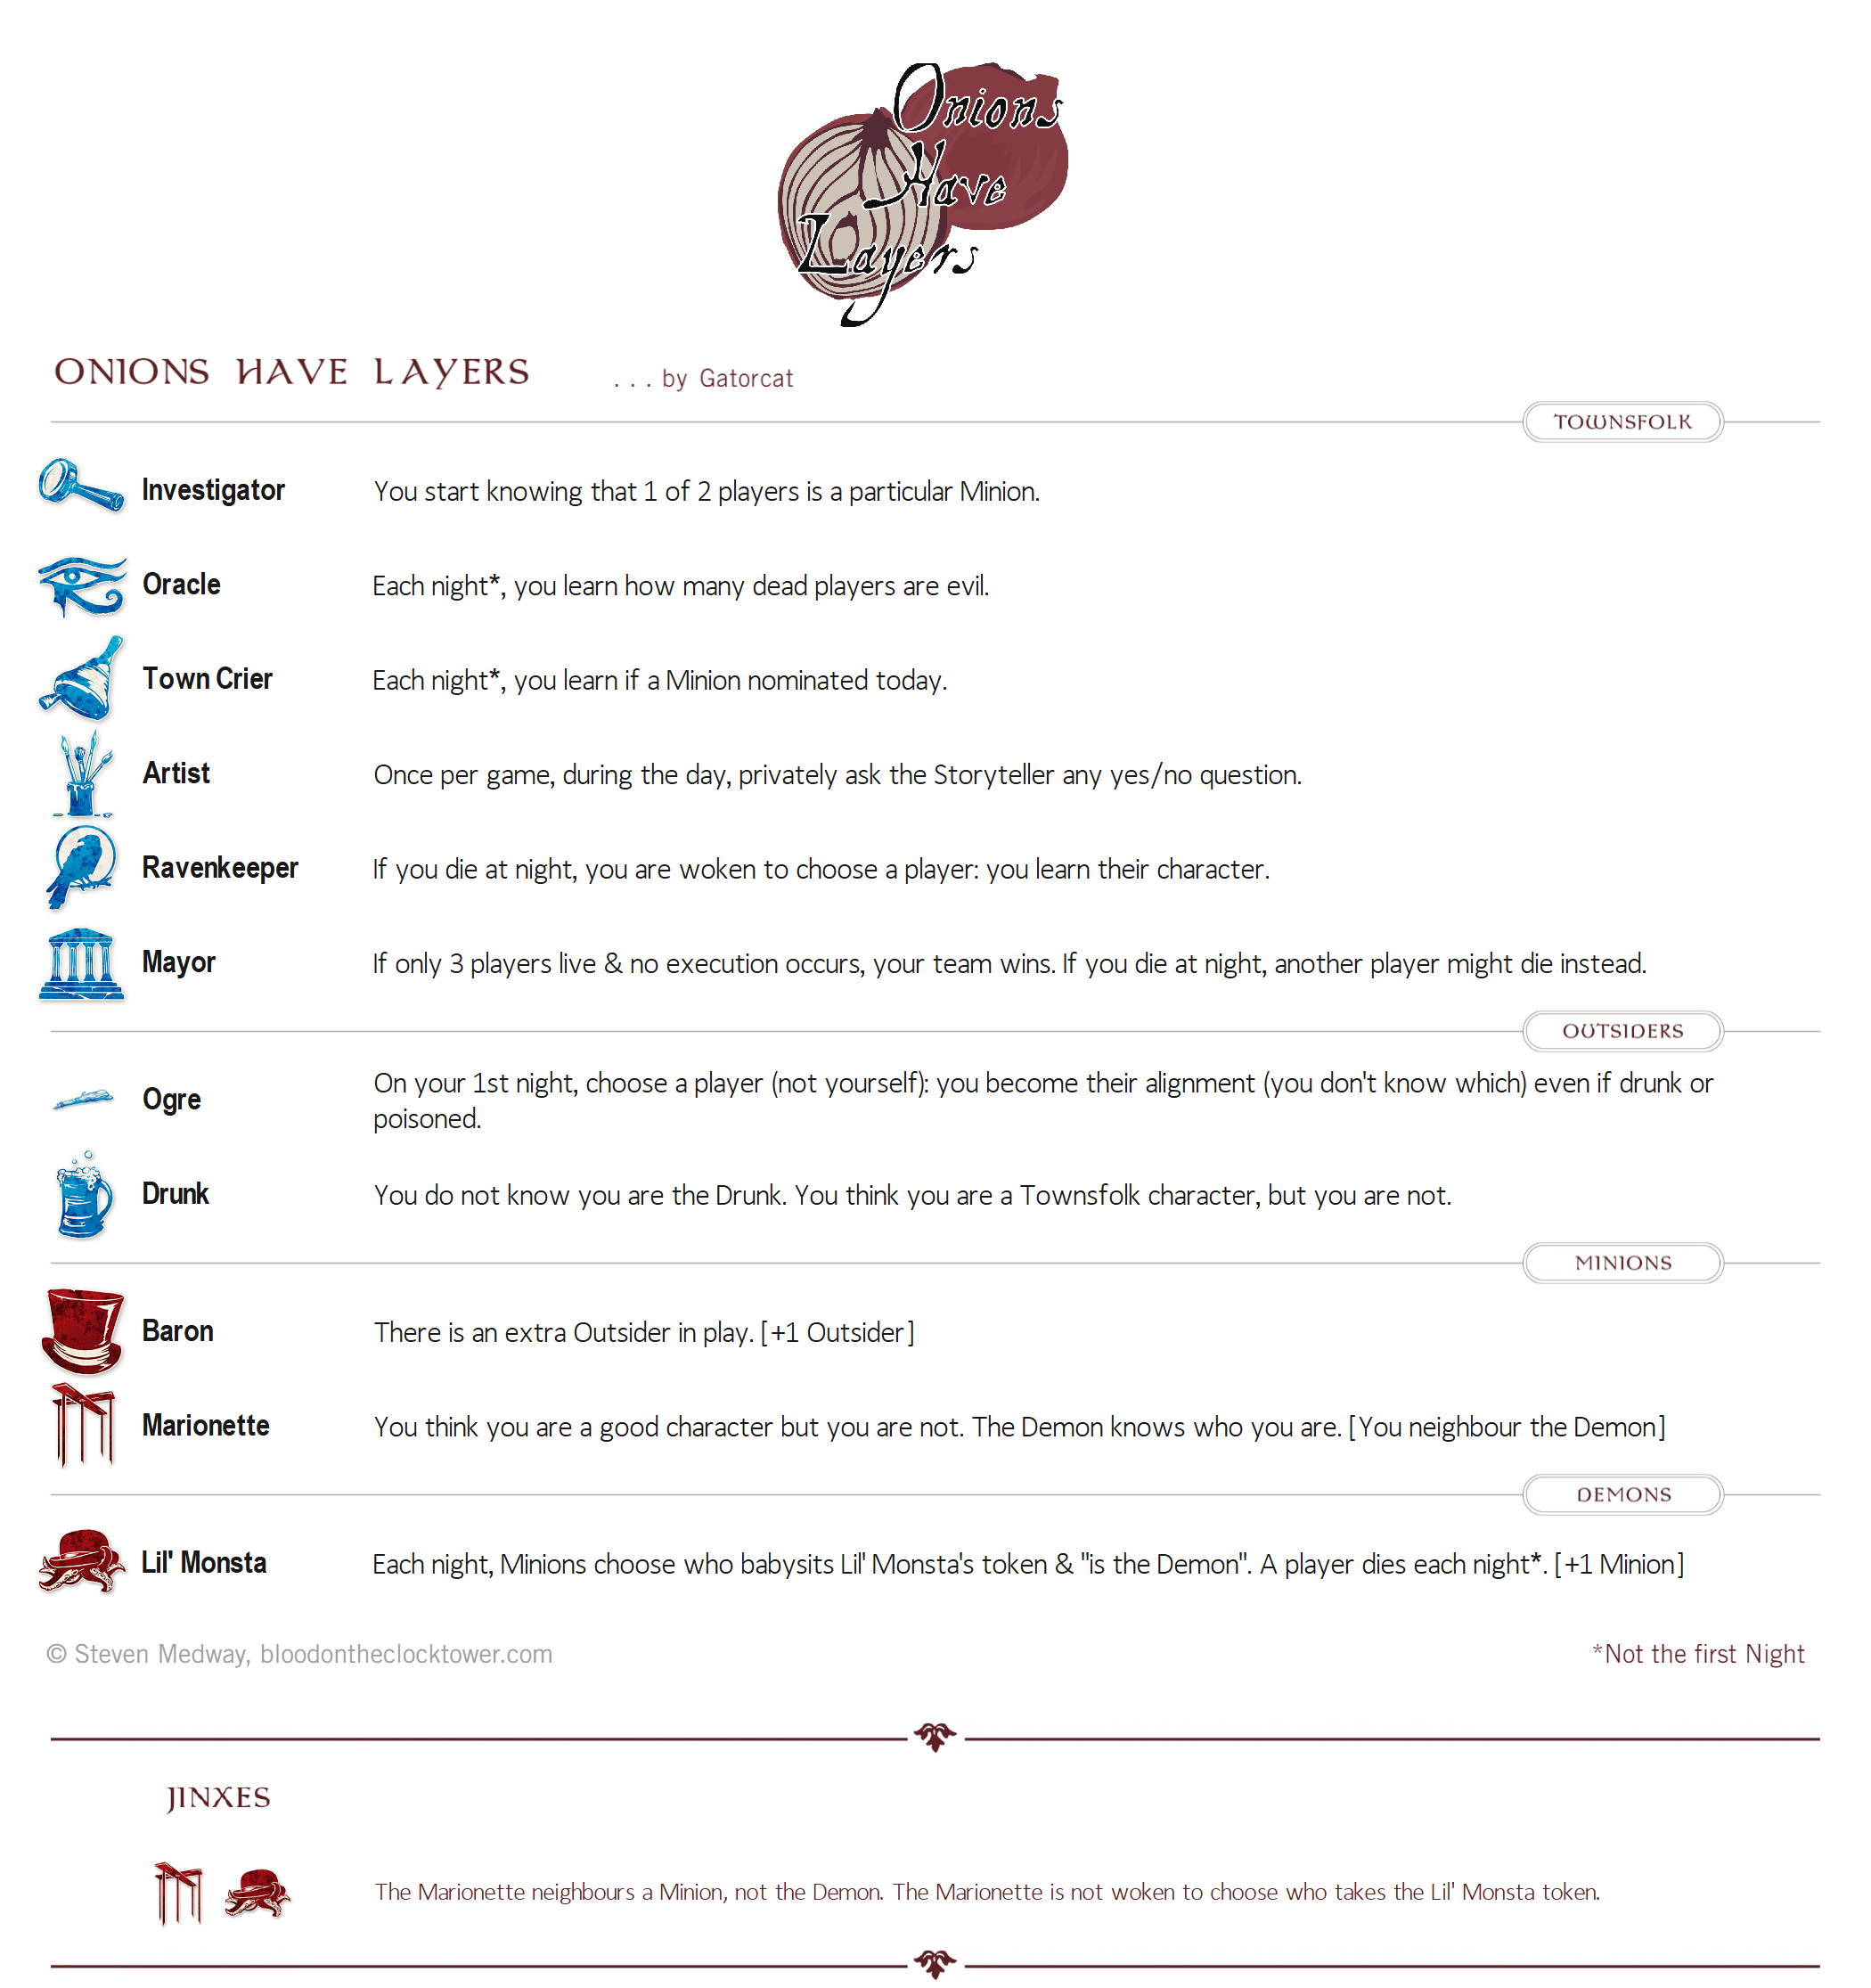 Onions
Have
Layers
ONIONS HAVE LAYERS . . . by Gatorcat
TOWNSFOLK
Investigator You start knowing that 1 of 2 players is a particular Minion.
Oracle Each night*, you learn how many dead players are evil.
Town Crier Each night*, you learn if a Minion nominated today.
Artist Once per game, during the day, privately ask the Storyteller any yes/no question.
Ravenkeeper If you die at night, you are woken to choose a player: you learn their character.
Mayor If only 3 players live & no execution occurs, your team wins. If you die at night, another player might die instead.
OUTSIDERS
Ogre On your 1st night, choose a player (not yourself): you become their alignment (you don't know which) even if drunk or
poisoned.
Drunk You do not know you are the Drunk. You think you are a Townsfolk character, but you are not.
MINIONS
Baron There is an extra Outsider in play. [+1 Outsider]
Marionette You think you are a good character but you are not. The Demon knows who you are. [You neighbour the Demon]
DEMONS
Lil' Monsta Each night, Minions choose who babysits Lil' Monsta's token & "is the Demon". A player dies each night*. [+1 Minion]
© Steven Medway, bloodontheclocktower.com *Not the first Night
JINXES
The Marionette neighbours a Minion, not the Demon. The Marionette is not woken to choose who takes the Lil' Monsta token.